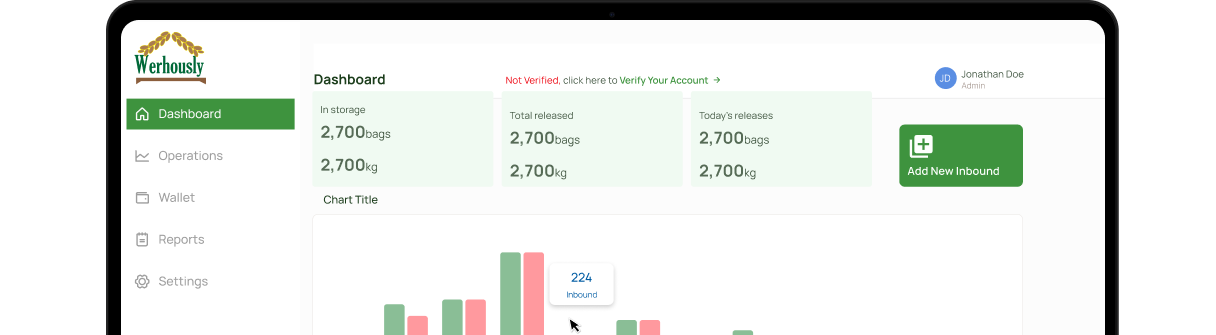 Werhously
Dashboard
Operations
Wallet
Reports
Settings
Dashboard
Not Verified, click here to Verify Your Account →
JD
Jonathan Doe
Admin
In storage
2,700bags
2,700kg
Total released
2,700bags
2,700kg
Today's releases
2,700bags
2,700kg
Add New Inbound
Chart Title
224
Inbound